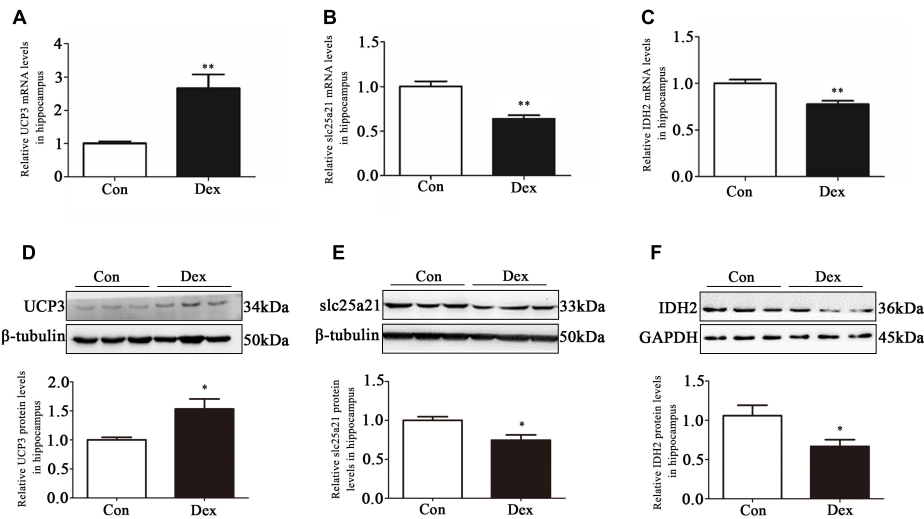 A
Relative UCP3 mRNA levels
in hippocampus
4
3
2
1
0
**
Con Dex
B
Relative slc25a21 mRNA levels
in hippocampus
1.5
1.0
0.5
0.0
**
Con Dex
C
Relative IDH2 mRNA levels
in hippocampus
1.5
1.0
0.5
0.0
**
Con Dex
D
Con Dex
UCP3 34kDa
β-tubulin 50kDa
Relative UCP3 protein levels
in hippocampus
2.0
1.5
1.0
0.5
0.0
*
Con Dex
E
Con Dex
slc25a21 33kDa
β-tubulin 50kDa
Relative slc25a21 protein
levels in hippocampus
1.5
1.0
0.5
0.0
*
Con Dex
F
Con Dex
IDH2 36kDa
GAPDH 45kDa
Relative IDH2 protein levels
in hippocampus
1.5
1.0
0.5
0.0
*
Con Dex